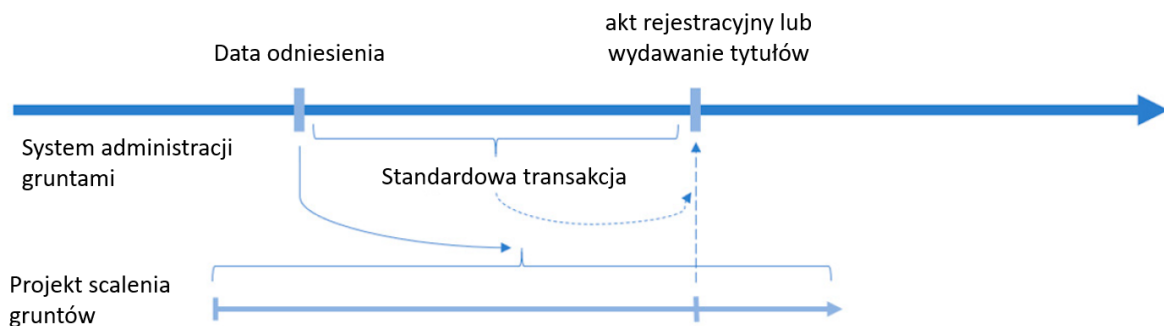 akt rejestracyjny lub
wydawanie tytułów
Data odniesienia
System administracji
gruntami
Standardowa transakcja
Projekt scalenia
gruntów